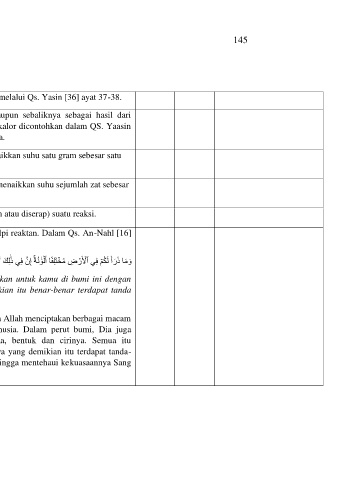 145
melalui Qs. Yasin [36] ayat 37-38.
upun sebaliknya sebagai hasil dari
kalor dicontohkan dalam QS. Yaasin
a.
ikkan suhu satu gram sebesar satu
menaikkan suhu sejumlah zat sebesar
n atau diserap) suatu reaksi.
lpi reaktan. Dalam Qs. An-Nahl [16]
وَمَا ذَرَأَ لَكُمْ فِي الْأَرْضِ مُخْتَلِفًا أَلْوَانُهُ إِنَّ فِي ذَٰلِكَ
kan untuk kamu di bumi ini dengan
kian itu benar-benar terdapat tanda
a Allah menciptakan berbagai macam
nusia. Dalam perut bumi, Dia juga
na, bentuk dan cirinya. Semua itu
a yang demikian itu terdapat tanda-
ingga mentehaui kekuasaannya Sang